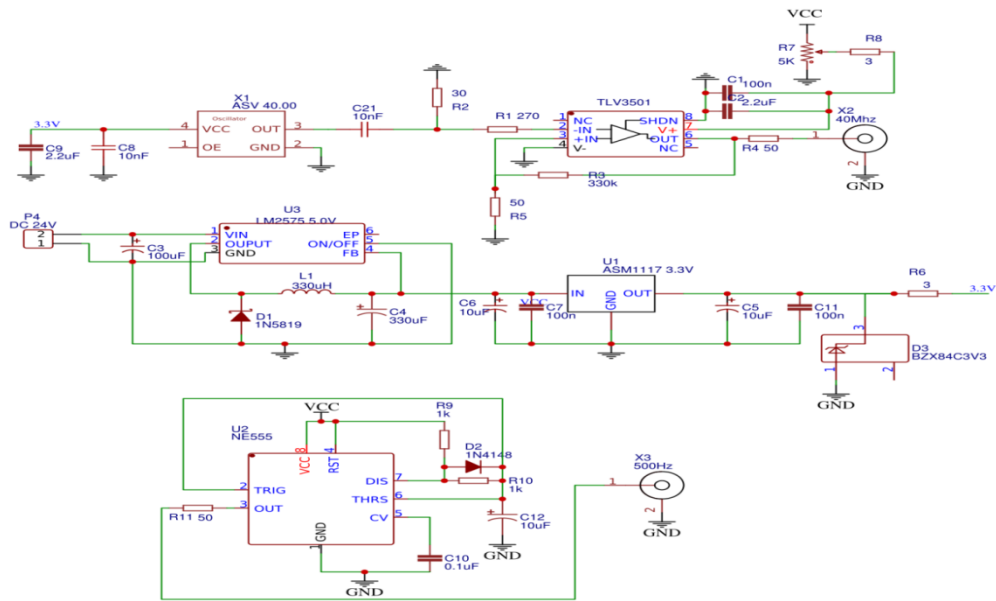 VCC
R7
5K
R8
3
C1
100n
C2
2.2uF
X2
40Mhz
1
2
GND
R4 50
TLV3501
1
2
3
4
NC
-IN
+IN
V-
SHDN
V+
OUT
NC
8
7
6
5
R1 270
R3
330k
50
R5
30
R2
C21
10nF
X1
ASV 40.00
Oscillator
VCC
OE
OUT
GND
4
1
3
2
3.3V
C9
2.2uF
C8
10nF
P4
DC 24V
2
1
C3
100uF
U3
LM2575 5.0V
1
2
3
VIN
OUPUT
GND
EP
ON/OFF
FB
6
5
4
L1
330uH
D1
1N5819
C4
330uF
C6
10uF
VCC
C7
100n
U1
ASM1117 3.3V
IN
GND
OUT
C5
10uF
C11
100n
R6
3
3.3V
3
1
2
D3
BZX84C3V3
GND
U2
NE555
VCC
VCC
8
RST
4
R9
1k
D2
1N4148
R10
1k
TRIG
OUT
2
3
DIS
THRS
CV
7
6
5
GND
1
R11 50
C12
10uF
GND
C10
0.1uF
GND
X3
500Hz
1
2
GND